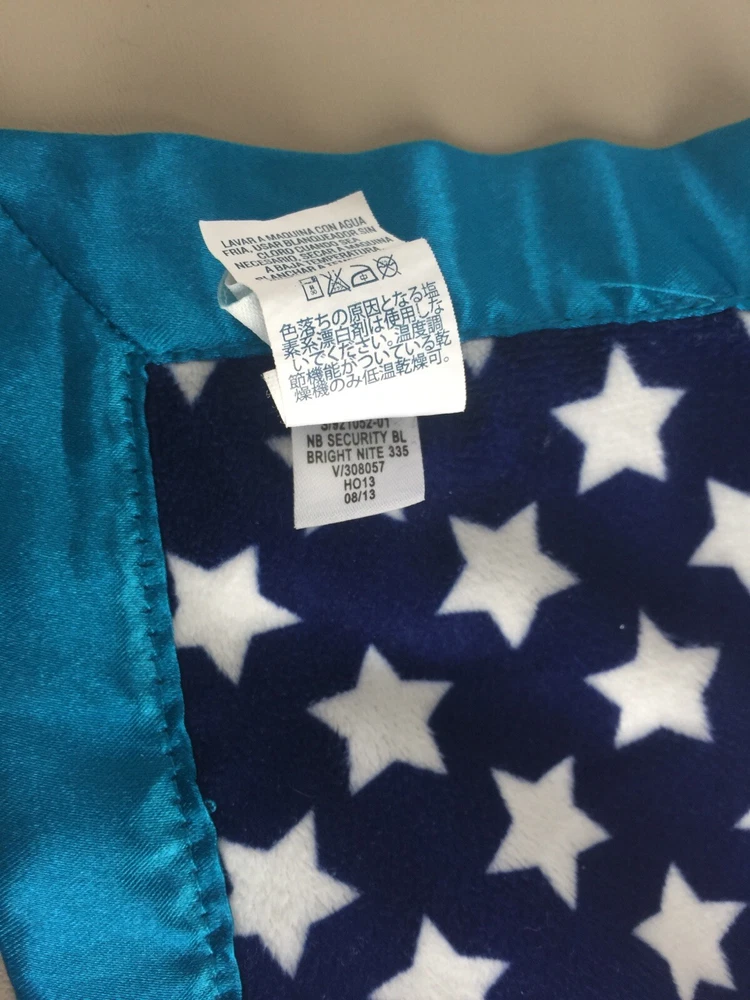 LAVAR A MAQUINA CON AGUA
FRIA. USAR BLANQUEADOR SIN
CLORO CUANDO SEA
NECESARIO. SECAR A MAQUINA
A BAJA TEMPERATURA.
PLANCHAR A
色落ちの原因となる塩
素系漂白剤は使用しな
いでください。温度調
節機能がついている乾
燥機のみ低温乾燥可。
S/921052-01
NB SECURITY BL
BRIGHT NITE 335
V/308057
HO13
08/13